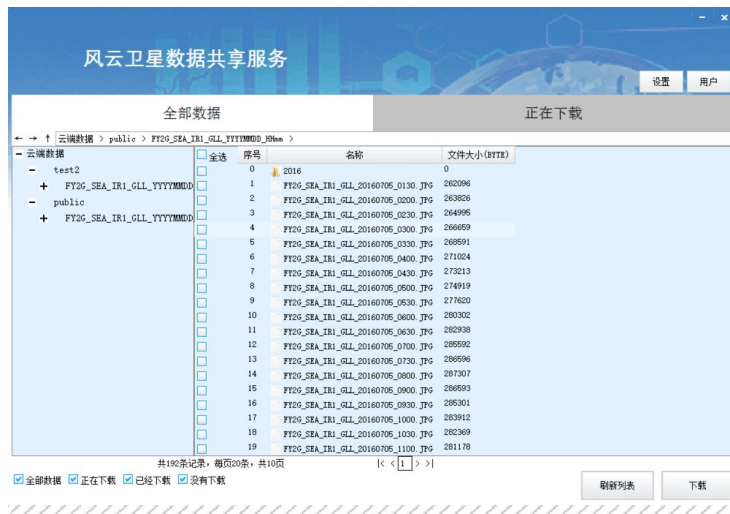 风云卫星数据共享服务
设置 用户
全部数据 正在下载
← → ↑ 云端数据 > public > FY2G_SEA_IR1_GLL_YYYYMMDD_HHmm >
云端数据
test2
FY2G_SEA_IR1_GLL_YYYYMMDD
public
FY2G_SEA_IR1_GLL_YYYYMMDD
全选 序号 名称 文件大小(BYTE)
0 2016 0
1 FY2G_SEA_IR1_GLL_20160705_0130.JPG 262096
2 FY2G_SEA_IR1_GLL_20160705_0200.JPG 263826
3 FY2G_SEA_IR1_GLL_20160705_0230.JPG 264995
4 FY2G_SEA_IR1_GLL_20160705_0300.JPG 266659
5 FY2G_SEA_IR1_GLL_20160705_0330.JPG 268591
6 FY2G_SEA_IR1_GLL_20160705_0400.JPG 271024
7 FY2G_SEA_IR1_GLL_20160705_0430.JPG 273213
8 FY2G_SEA_IR1_GLL_20160705_0500.JPG 274919
9 FY2G_SEA_IR1_GLL_20160705_0530.JPG 277620
10 FY2G_SEA_IR1_GLL_20160705_0600.JPG 280302
11 FY2G_SEA_IR1_GLL_20160705_0630.JPG 282938
12 FY2G_SEA_IR1_GLL_20160705_0700.JPG 285592
13 FY2G_SEA_IR1_GLL_20160705_0730.JPG 286596
14 FY2G_SEA_IR1_GLL_20160705_0800.JPG 287307
15 FY2G_SEA_IR1_GLL_20160705_0900.JPG 286593
16 FY2G_SEA_IR1_GLL_20160705_0930.JPG 285301
17 FY2G_SEA_IR1_GLL_20160705_1000.JPG 283912
18 FY2G_SEA_IR1_GLL_20160705_1030.JPG 282369
19 FY2G_SEA_IR1_GLL_20160705_1100.JPG 281178
共192条记录，每页20条，共10页 |< < 1 > >|
全部数据 正在下载 已经下载 没有下载
刷新列表 下载